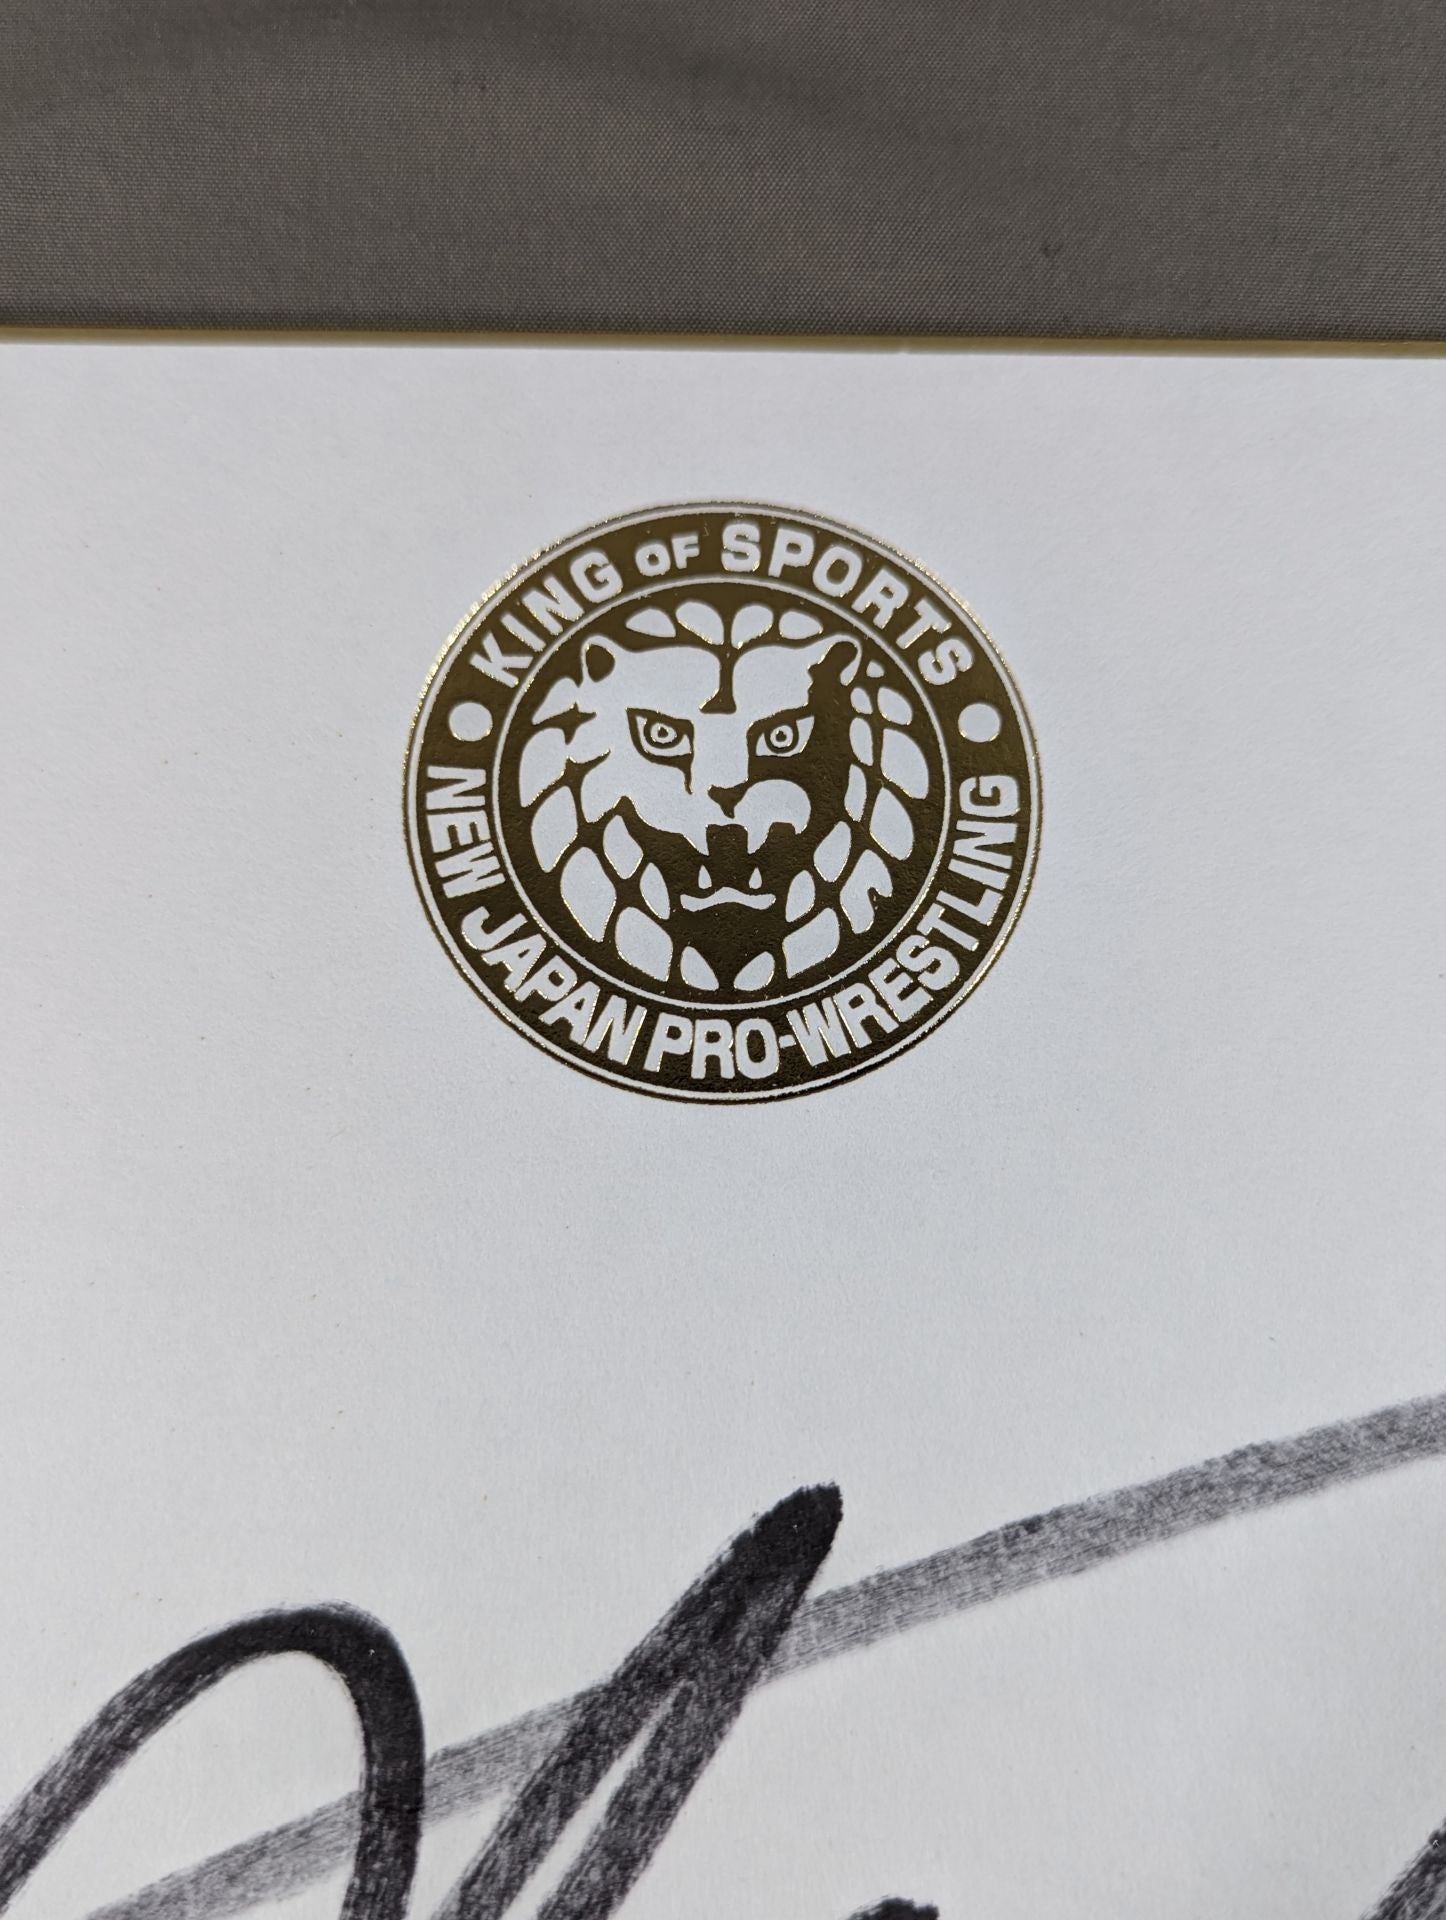 KING OF SPORTS
NEW JAPAN PRO-WRESTLING